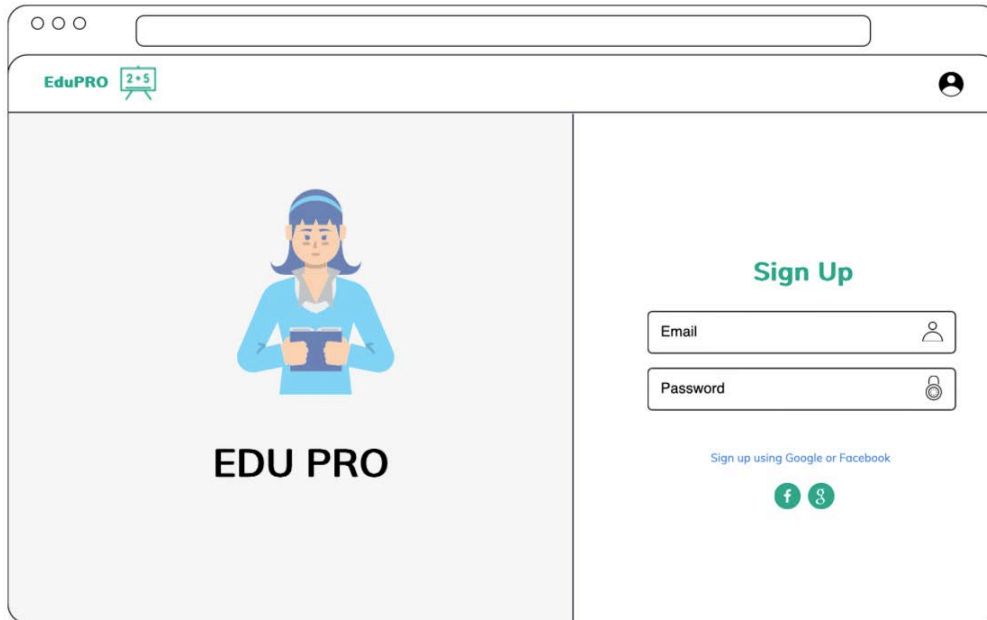 EduPRO
2+5
EDU PRO
Sign Up
Email
Password
Sign up using Google or Facebook
f g